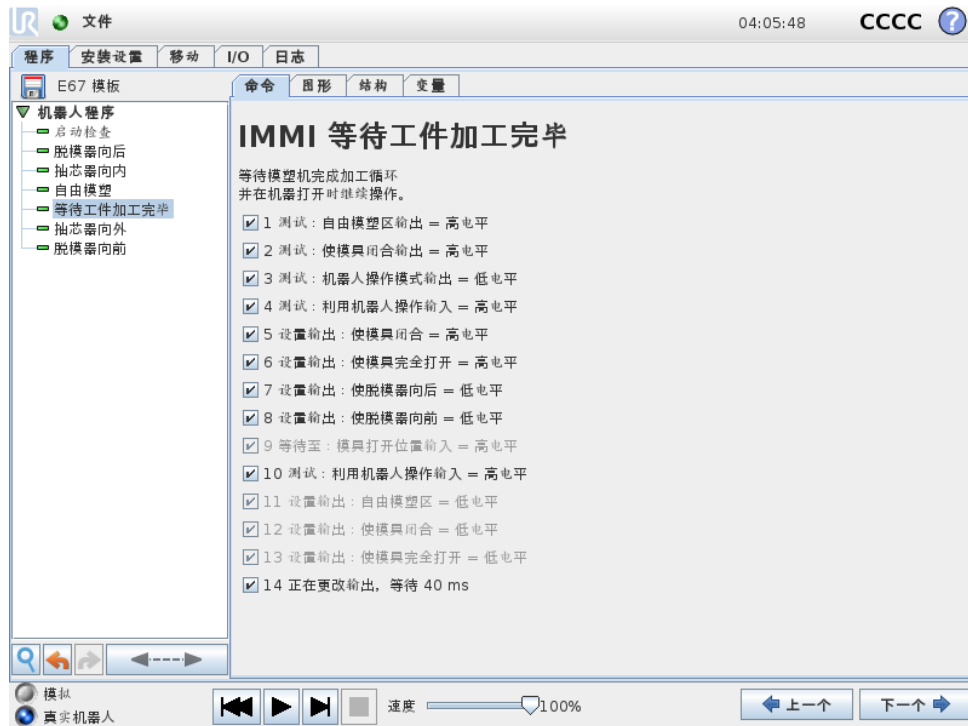 UR 文件 04:05:48 CCCC ?
程序 安装设置 移动 I/O 日志
E67 模板
命令 图形 结构 变量
机器人程序
启动检查
脱模器向后
抽芯器向内
自由模塑
等待工件加工完毕
抽芯器向外
脱模器向前
IMMI 等待工件加工完毕
等待模塑机完成加工循环
并在机器打开时继续操作。
1 测试：自由模塑区输出 = 高电平
2 测试：使模具闭合输出 = 高电平
3 测试：机器人操作模式输出 = 低电平
4 测试：利用机器人操作输入 = 高电平
5 设置输出：使模具闭合 = 高电平
6 设置输出：使模具完全打开 = 高电平
7 设置输出：使脱模器向后 = 低电平
8 设置输出：使脱模器向前 = 低电平
9 等待至：模具打开位置输入 = 高电平
10 测试：利用机器人操作输入 = 高电平
11 设置输出：自由模塑区 = 低电平
12 设置输出：使模具闭合 = 低电平
13 设置输出：使模具完全打开 = 低电平
14 正在更改输出，等待 40 ms
模拟
真实机器人
速度 100%
上一个 下一个